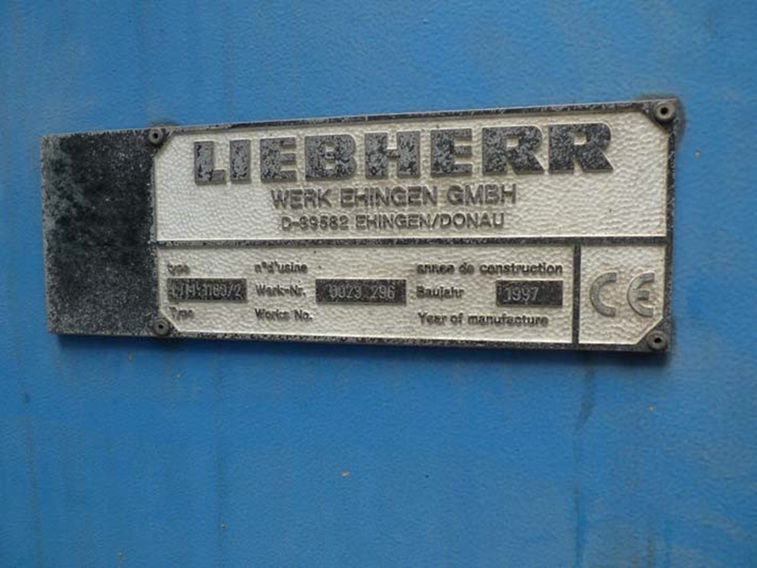 LIEBHERR
WERK EHINGEN GMBH
D-89582 EHINGEN/DONAU
type n°d'usine annee de construction
Werk-Nr. 0023 296 Baujahr 1997
Type Works No. Year of manufacture
CE